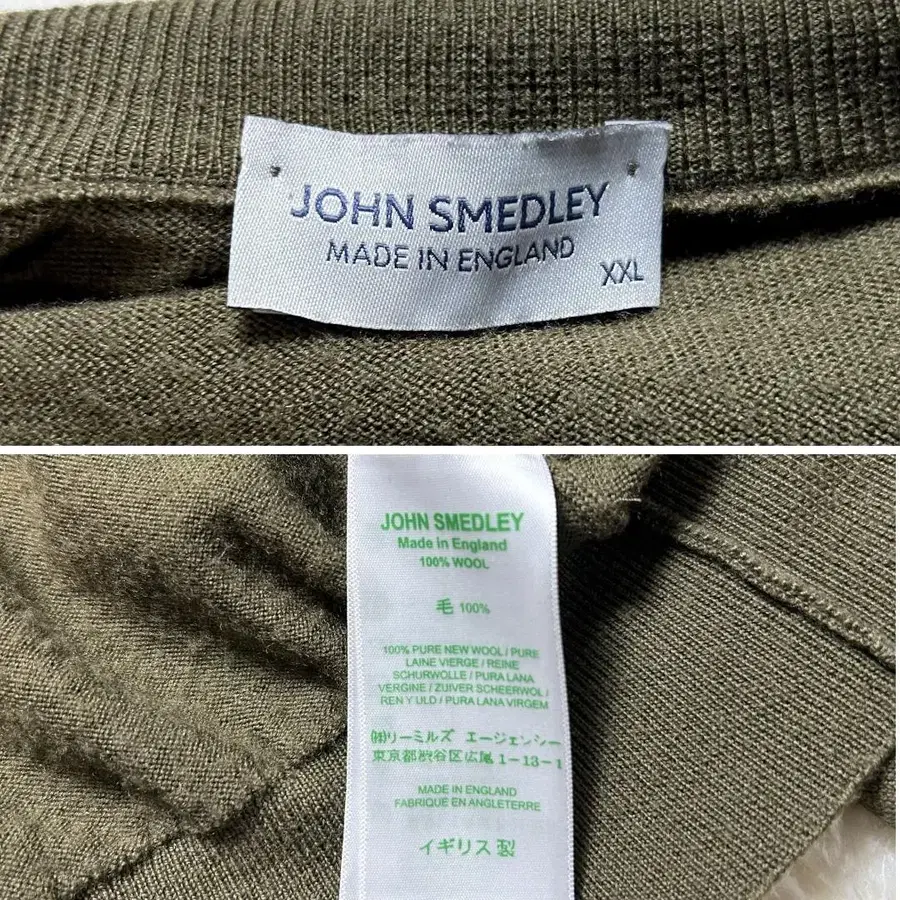 JOHN SMEDLEY
MADE IN ENGLAND
XXL
JOHN SMEDLEY
Made in England
100% WOOL
毛 100%
100% PURE NEW WOOL / PURE
LAINE VIERGE / REINE
SCHURWOLLE / PURA LANA
VERGINE / ZUIVER SCHEERWOL /
REN Y ULD / PURA LANA VIRGEM
㈱リーミルズ エージェンシー
東京都渋谷区広尾1-13-1
MADE IN ENGLAND
FABRIQUE EN ANGLETERRE
イギリス製